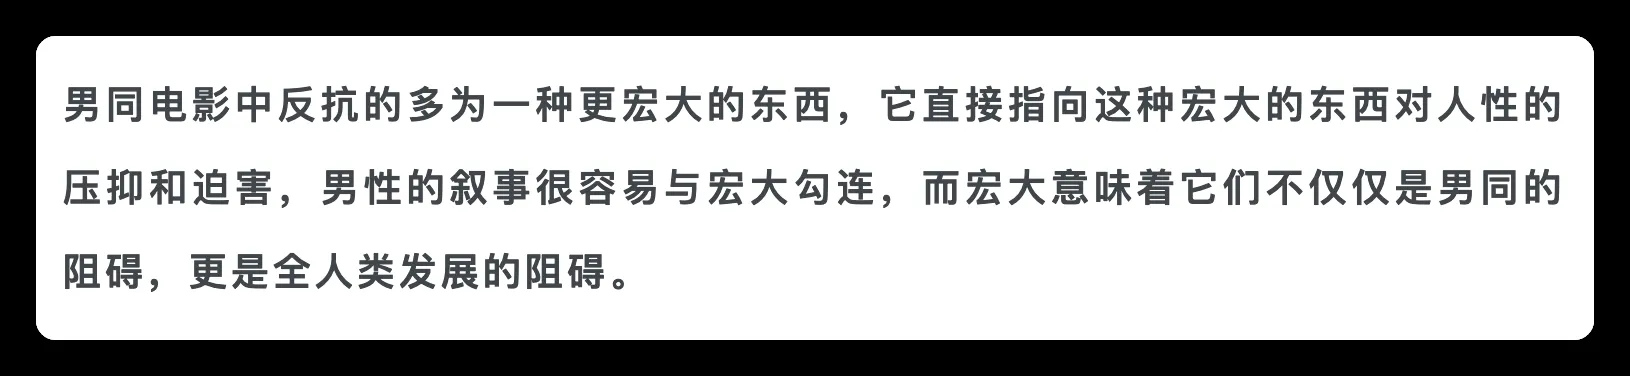 男同电影中反抗的多为一种更宏大的东西，它直接指向这种宏大的东西对人性的
压抑和迫害，男性的叙事很容易与宏大勾连，而宏大意味着它们不仅仅是男同的
阻碍，更是全人类发展的阻碍。